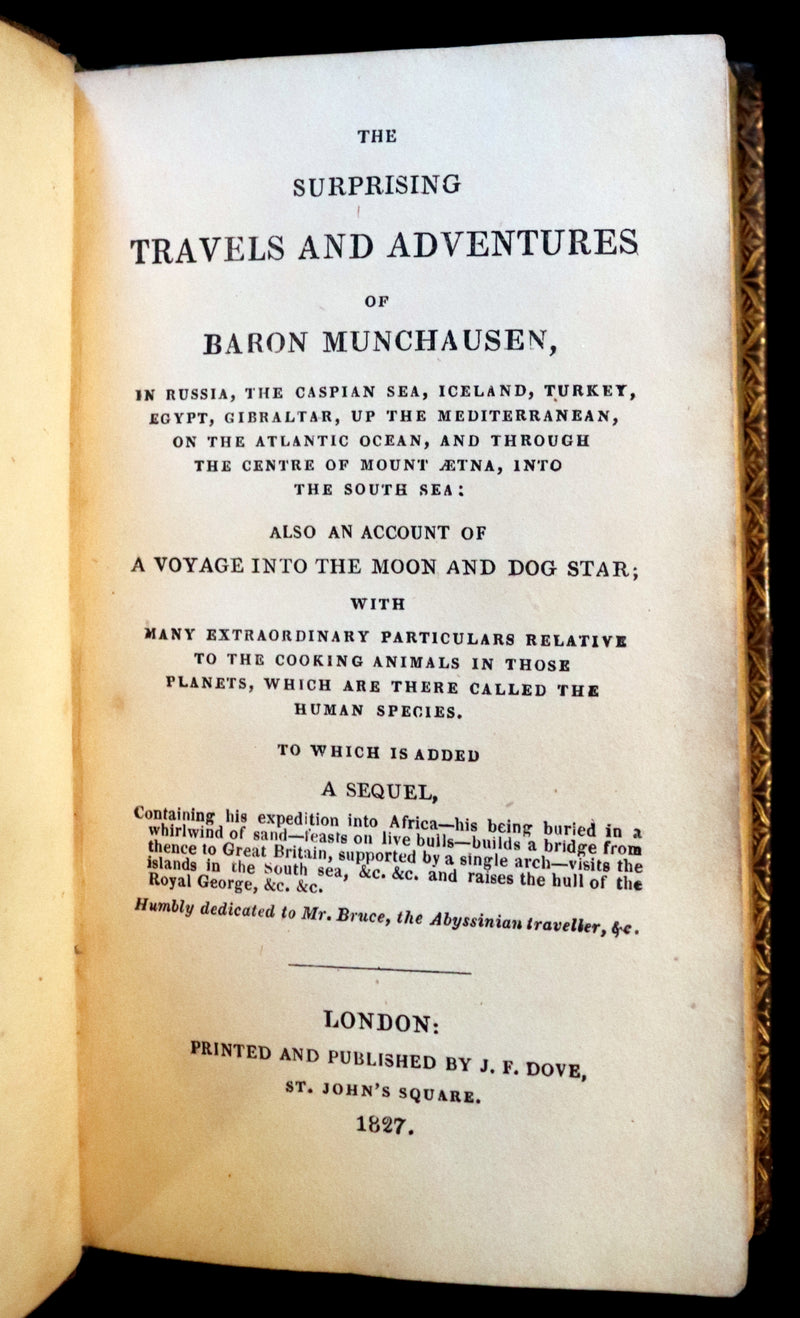 THE
SURPRISING
TRAVELS AND ADVENTURES
OF
BARON MUNCHAUSEN,
IN RUSSIA, THE CASPIAN SEA, ICELAND, TURKEY,
EGYPT, GIBRALTAR, UP THE MEDITERRANEAN,
ON THE ATLANTIC OCEAN, AND THROUGH
THE CENTRE OF MOUNT ÆTNA, INTO
THE SOUTH SEA:
ALSO AN ACCOUNT OF
A VOYAGE INTO THE MOON AND DOG STAR;
WITH
MANY EXTRAORDINARY PARTICULARS RELATIVE
TO THE COOKING ANIMALS IN THOSE
PLANETS, WHICH ARE THERE CALLED THE
HUMAN SPECIES.
TO WHICH IS ADDED
A SEQUEL,
Containing his expedition into Africa—his being buried in a
whirlwind of sand—feasts on live bulls—builds a bridge from
thence to Great Britain, supported by a single arch—visits the
islands in the South sea, &c. &c. and raises the hull of the
Royal George, &c. &c.
Humbly dedicated to Mr. Bruce, the Abyssinian traveller, &c.
LONDON:
PRINTED AND PUBLISHED BY J. F. DOVE,
ST. JOHN'S SQUARE.
1827.